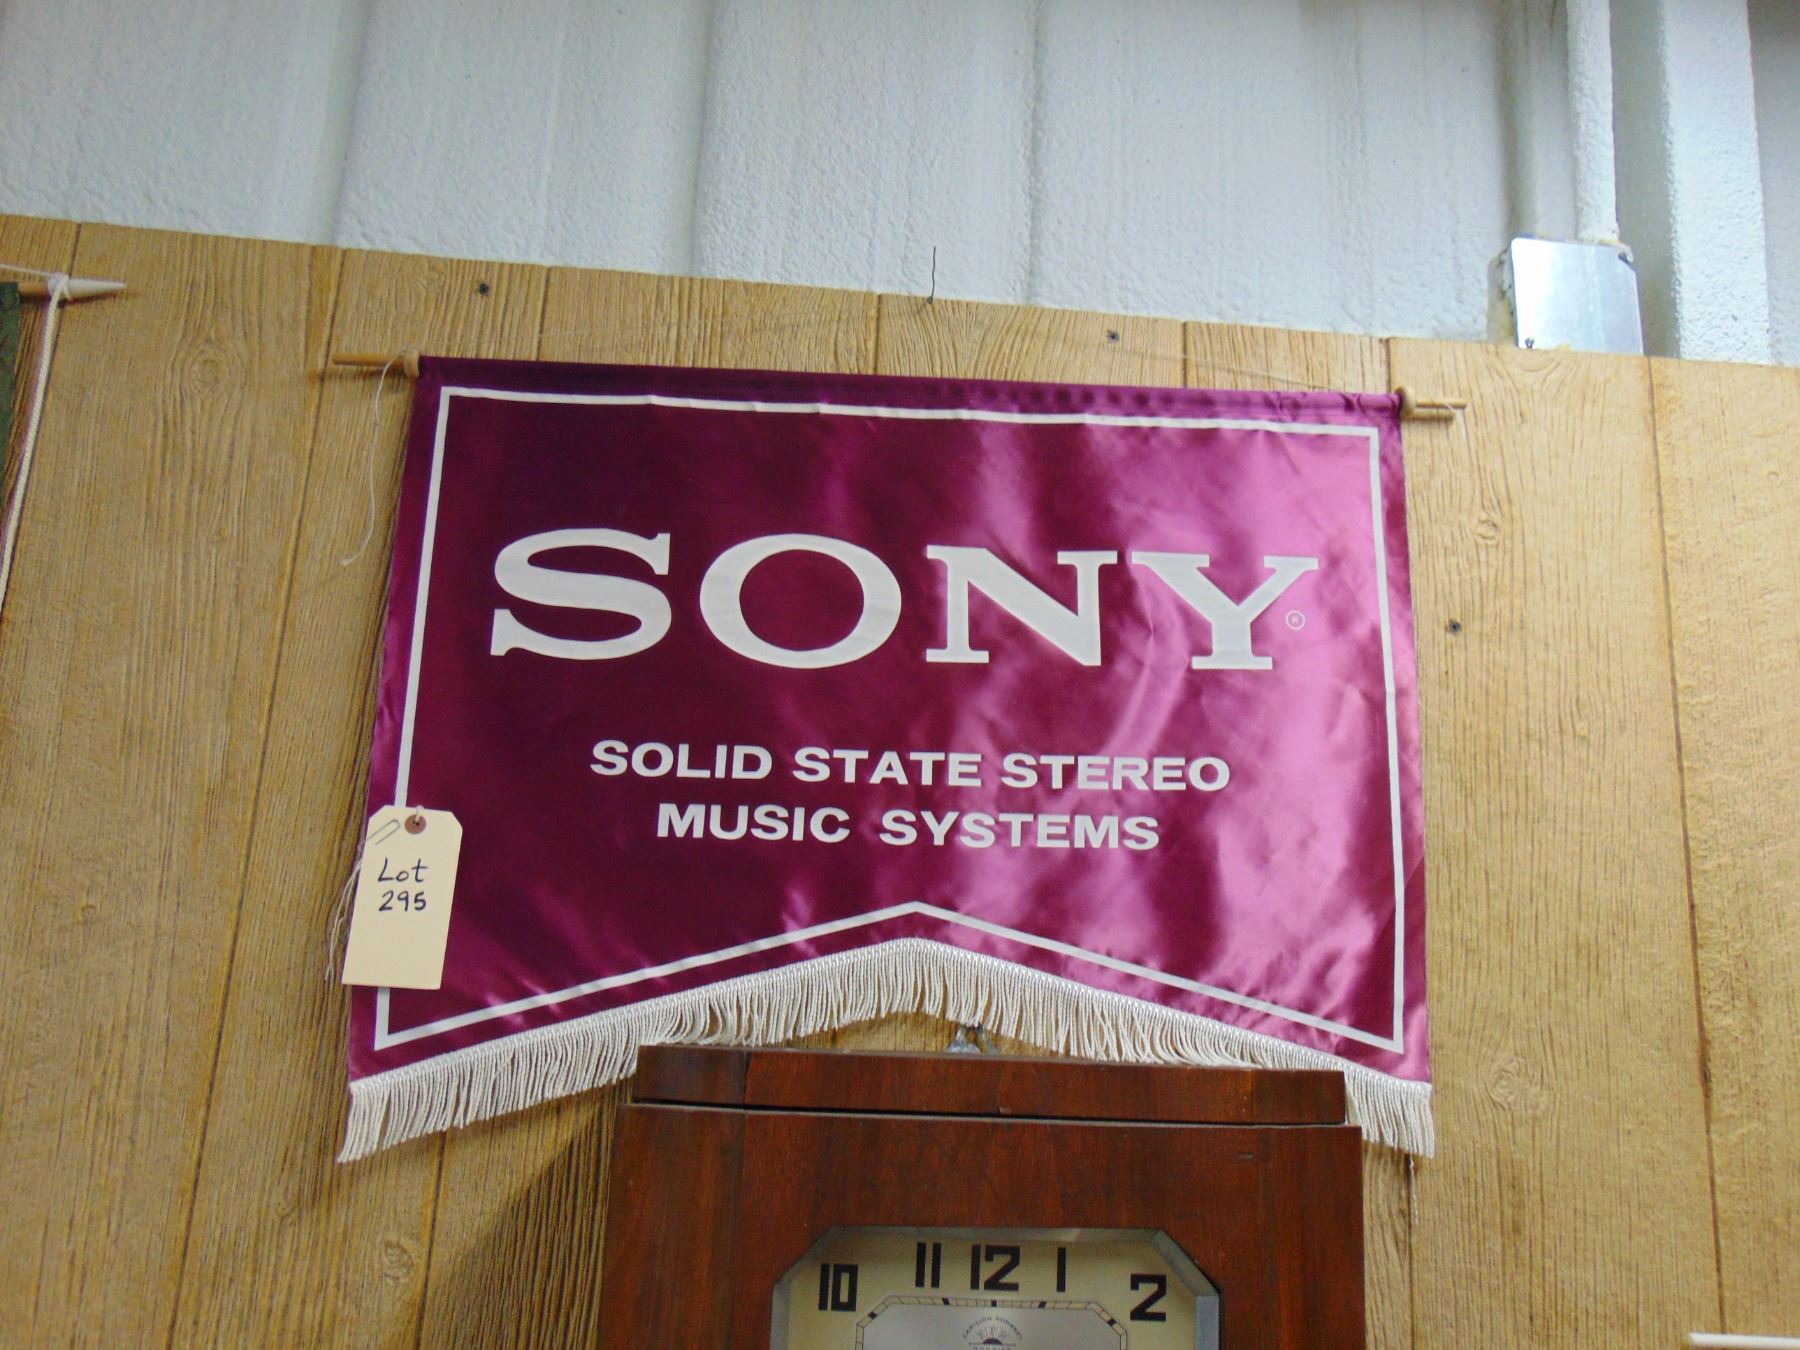 SONY®
SOLID STATE STEREO
MUSIC SYSTEMS
Lot
295
10 11 12 1 2